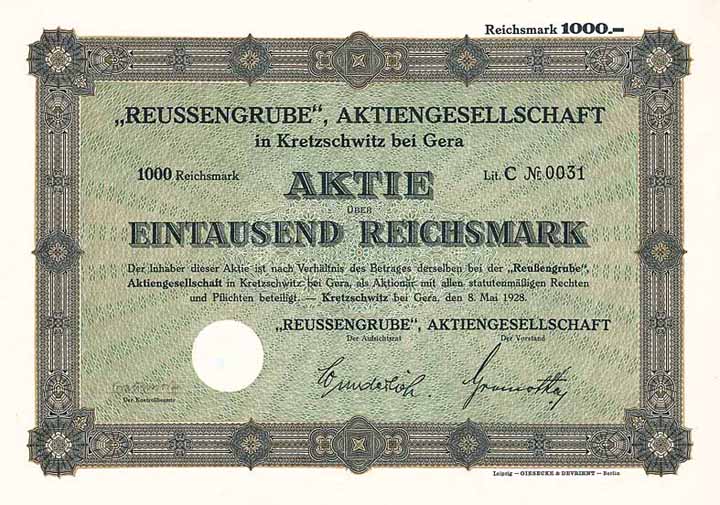 Reichsmark 1000.—
„REUSSENGRUBE“, AKTIENGESELLSCHAFT
in Kretzschwitz bei Gera
1000 Reichsmark AKTIE Lit. C № 0031
ÜBER
EINTAUSEND REICHSMARK
Der Inhaber dieser Aktie ist nach Verhältnis des Betrages derselben bei der „Reußengrube“,
Aktiengesellschaft in Kretzschwitz bei Gera, als Aktionär mit allen statutenmäßigen Rechten
und Pflichten beteiligt. — Kretzschwitz bei Gera, den 8. Mai 1928.
„REUSSENGRUBE“, AKTIENGESELLSCHAFT
Der Aufsichtsrat Der Vorstand
Der Kontrollbeamte
Leipzig — GIESECKE & DEVRIENT — Berlin